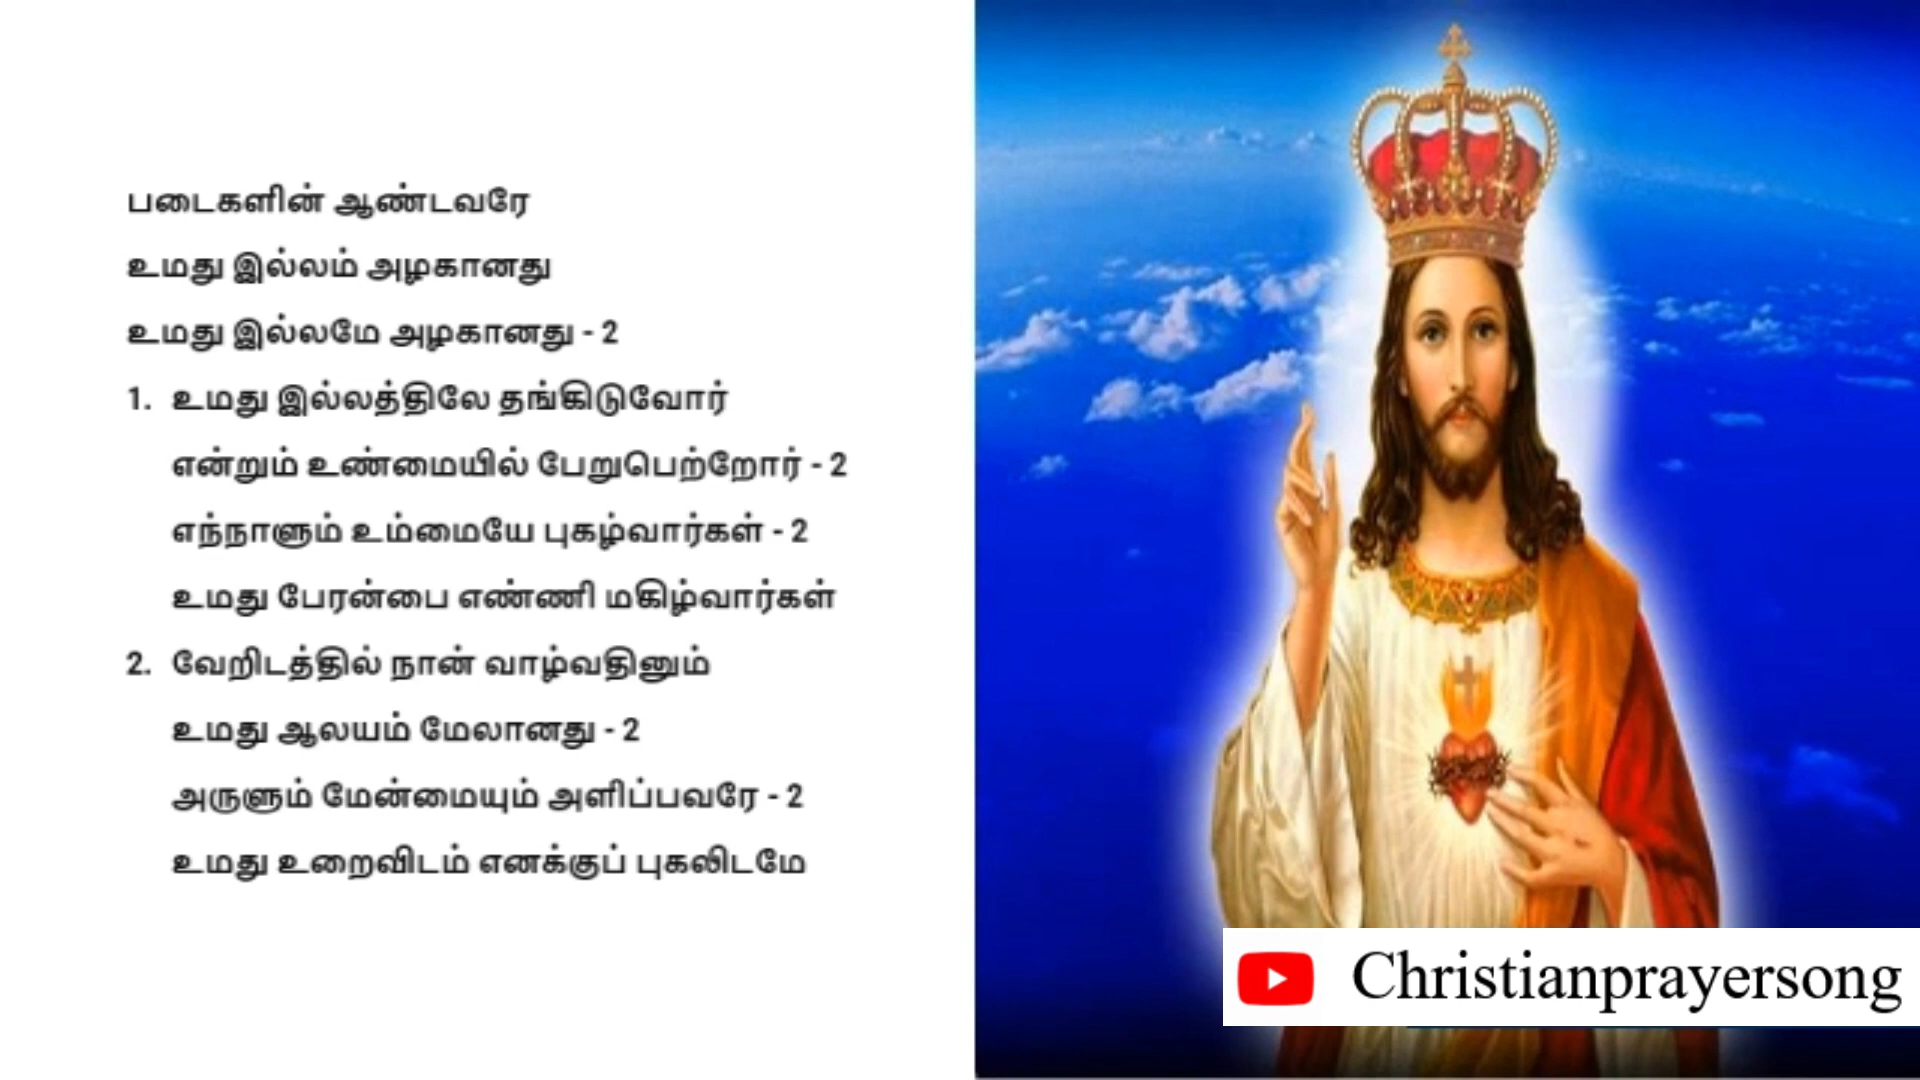 படைகளின் ஆண்டவரே
உமது இல்லம் அழகானது
உமது இல்லமே அழகானது - 2
1. உமது இல்லத்திலே தங்கிடுவோர்
என்றும் உண்மையில் பேறுபெற்றோர் - 2
எந்நாளும் உம்மையே புகழ்வார்கள் - 2
உமது பேரன்பை எண்ணி மகிழ்வார்கள்
2. வேறிடத்தில் நான் வாழ்வதினும்
உமது ஆலயம் மேலானது - 2
அருளும் மேன்மையும் அளிப்பவரே - 2
உமது உறைவிடம் எனக்குப் புகலிடமே
Christianprayersong